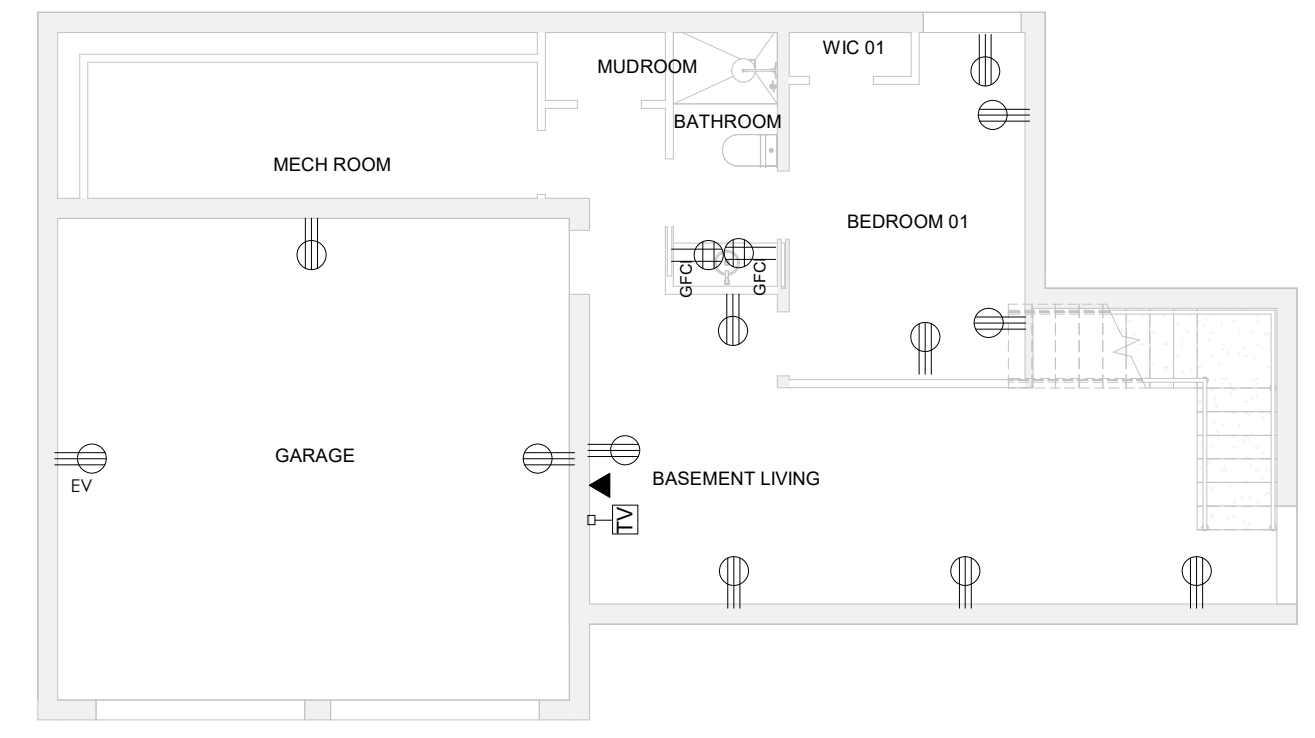 WIC 01
MUDROOM
BATHROOM
MECH ROOM
BEDROOM 01
GFCI
GFCI
GARAGE
BASEMENT LIVING
EV
TV